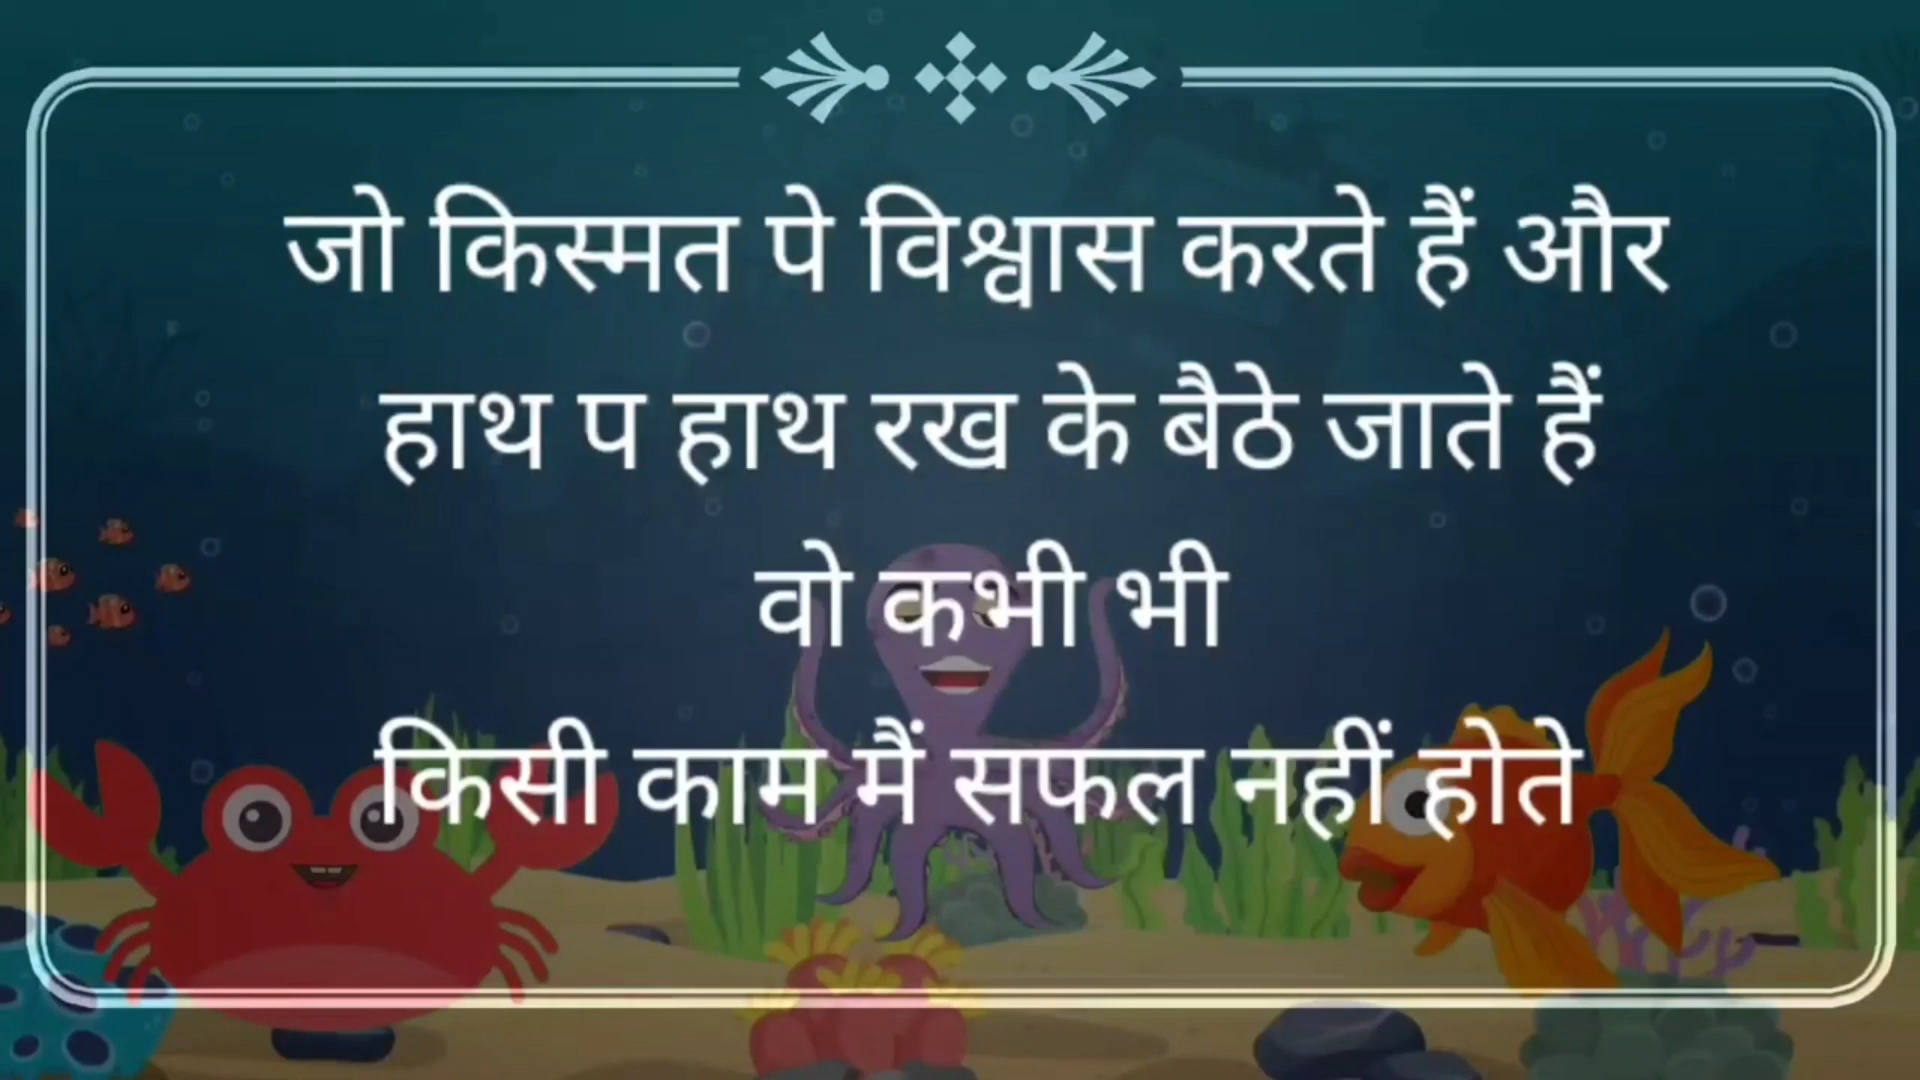 जो किस्मत पे विश्वास करते हैं और
हाथ प हाथ रख के बैठे जाते हैं
वो कभी भी
किसी काम मैं सफल नहीं होते